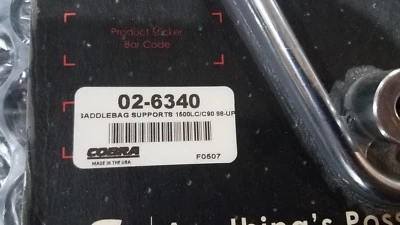 Product Sticker
Bar Code
02-6340
SADDLEBAG SUPPORTS 1500LC/C90 98-UP
COBRA
MADE IN THE USA
F0507
thing's Poss